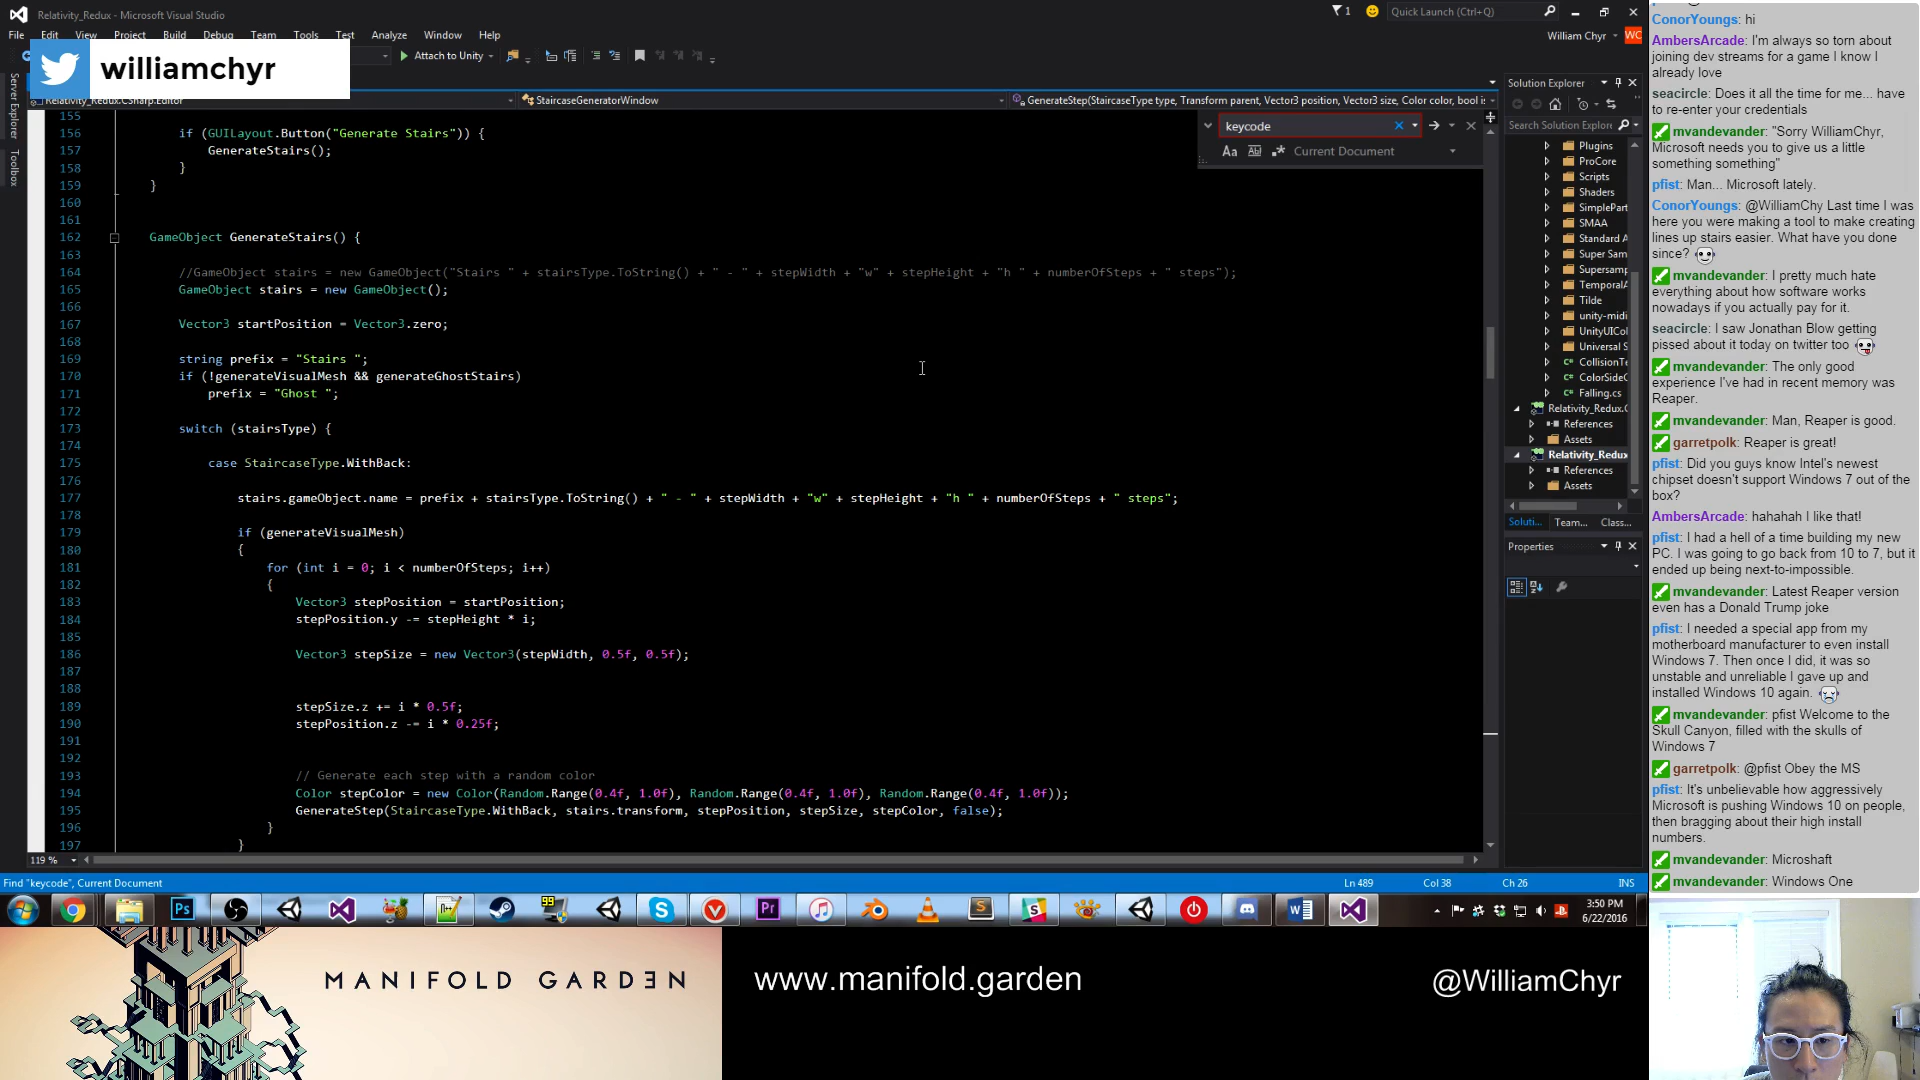 Relativity_Redux - Microsoft Visual Studio
1
Quick Launch (Ctrl+Q)
File Edit View Project Build Debug Team Tools Test Analyze Window Help
William Chyr
WC
williamchyr
Attach to Unity
Server Explorer
Toolbox
Relativity_Redux.CSharp.Editor
StaircaseGeneratorWindow
GenerateStep(StaircaseType type, Transform parent, Vector3 position, Vector3 size, Color color, bool is
keycode
Aa Current Document
155
156 if (GUILayout.Button("Generate Stairs")) {
157 GenerateStairs();
158 }
159 }
160
161
162 GameObject GenerateStairs() {
163
164 //GameObject stairs = new GameObject("Stairs " + stairsType.ToString() + " - " + stepWidth + "w" + stepHeight + "h " + numberOfSteps + " steps");
165 GameObject stairs = new GameObject();
166
167 Vector3 startPosition = Vector3.zero;
168
169 string prefix = "Stairs ";
170 if (!generateVisualMesh && generateGhostStairs)
171 prefix = "Ghost ";
172
173 switch (stairsType) {
174
175 case StaircaseType.WithBack:
176
177 stairs.gameObject.name = prefix + stairsType.ToString() + " - " + stepWidth + "w" + stepHeight + "h " + numberOfSteps + " steps";
178
179 if (generateVisualMesh)
180 {
181 for (int i = 0; i < numberOfSteps; i++)
182 {
183 Vector3 stepPosition = startPosition;
184 stepPosition.y -= stepHeight * i;
185
186 Vector3 stepSize = new Vector3(stepWidth, 0.5f, 0.5f);
187
188
189 stepSize.z += i * 0.5f;
190 stepPosition.z -= i * 0.25f;
191
192
193 // Generate each step with a random color
194 Color stepColor = new Color(Random.Range(0.4f, 1.0f), Random.Range(0.4f, 1.0f), Random.Range(0.4f, 1.0f));
195 GenerateStep(StaircaseType.WithBack, stairs.transform, stepPosition, stepSize, stepColor, false);
196 }
197 }
119 %
Find "keycode", Current Document
Ln 489 Col 38 Ch 26 INS
Solution Explorer
Search Solution Explorer
Plugins
ProCore
Scripts
Shaders
SimplePart
SMAA
Standard A
Super Sam
Supersamp
TemporalA
Tilde
unity-midi
UnityUICol
Universal S
CollisionTe
ColorSideC
Falling.cs
Relativity_Redux.C
References
Assets
Relativity_Redux
References
Assets
Soluti... Team... Class...
Properties
ConorYoungs: hi
AmbersArcade: I'm always so torn about
joining dev streams for a game I know I
already love
seacircle: Does it all the time for me... have
to re-enter your credentials
mvandevander: "Sorry WilliamChyr,
Microsoft needs you to give us a little
something something"
pfist: Man... Microsoft lately.
ConorYoungs: @WilliamChy Last time I was
here you were making a tool to make creating
lines up stairs easier. What have you done
since?
mvandevander: I pretty much hate
everything about how software works
nowadays if you actually pay for it.
seacircle: I saw Jonathan Blow getting
pissed about it today on twitter too
mvandevander: The only good
experience I've had in recent memory was
Reaper.
mvandevander: Man, Reaper is good.
garretpolk: Reaper is great!
pfist: Did you guys know Intel's newest
chipset doesn't support Windows 7 out of the
box?
AmbersArcade: hahahah I like that!
pfist: I had a hell of a time building my new
PC. I was going to go back from 10 to 7, but it
ended up being next-to-impossible.
mvandevander: Latest Reaper version
even has a Donald Trump joke
pfist: I needed a special app from my
motherboard manufacturer to even install
Windows 7. Then once I did, it was so
unstable and unreliable I gave up and
installed Windows 10 again.
mvandevander: pfist Welcome to the
Skull Canyon, filled with the skulls of
Windows 7
garretpolk: @pfist Obey the MS
pfist: It's unbelievable how aggressively
Microsoft is pushing Windows 10 on people,
then bragging about their high install
numbers.
mvandevander: Microshaft
mvandevander: Windows One
Ps
99
Pr
3:50 PM
6/22/2016
MANIFOLD GARDEN
www.manifold.garden
@WilliamChyr